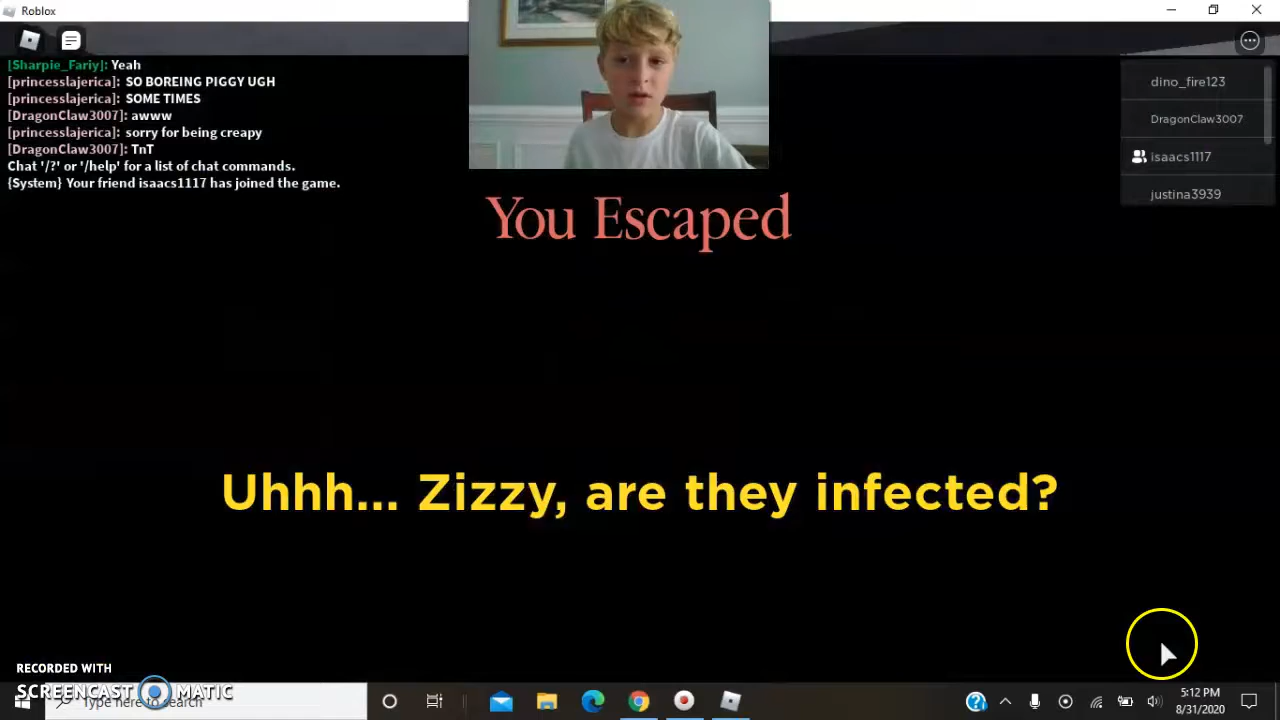 Roblox
[Sharpie_Fariy]: Yeah
[princesslajerica]: SO BOREING PIGGY UGH
[princesslajerica]: SOME TIMES
[DragonClaw3007]: awww
[princesslajerica]: sorry for being creapy
[DragonClaw3007]: TnT
Chat '/?' or '/help' for a list of chat commands.
{System} Your friend isaacs1117 has joined the game.
dino_fire123
DragonClaw3007
isaacs1117
justina3939
You Escaped
Uhhh... Zizzy, are they infected?
RECORDED WITH
SCREENCAST MATIC
Type here to search
5:12 PM
8/31/2020